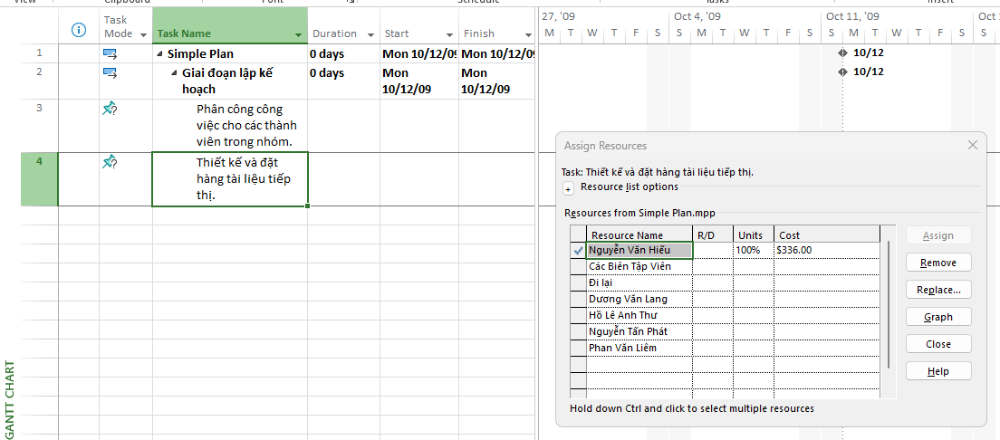 View Clipboard Font Schedule Tasks Insert
27, '09 Oct 4, '09 Oct 11, '09 Oct 1
Task Mode Task Name Duration Start Finish M T W T F S S M T W T F S S M T W T F S S
1 Simple Plan 0 days Mon 10/12/09 Mon 10/12/09 10/12
2 Giai đoạn lập kế 0 days Mon Mon 10/12
hoạch 10/12/09 10/12/09
3 Phân công công
việc cho các thành
viên trong nhóm.
4 Thiết kế và đặt
hàng tài liệu tiếp
thị.
GANTT CHART
Assign Resources
Task: Thiết kế và đặt hàng tài liệu tiếp thị.
+ Resource list options
Resources from Simple Plan.mpp
Resource Name R/D Units Cost Assign
Nguyễn Văn Hiếu 100% $336.00
Các Biên Tập Viên Remove
Đi lại
Dương Văn Lang Replace...
Hồ Lê Anh Thư Graph
Nguyễn Tấn Phát
Phan Văn Liêm Close
Help
Hold down Ctrl and click to select multiple resources